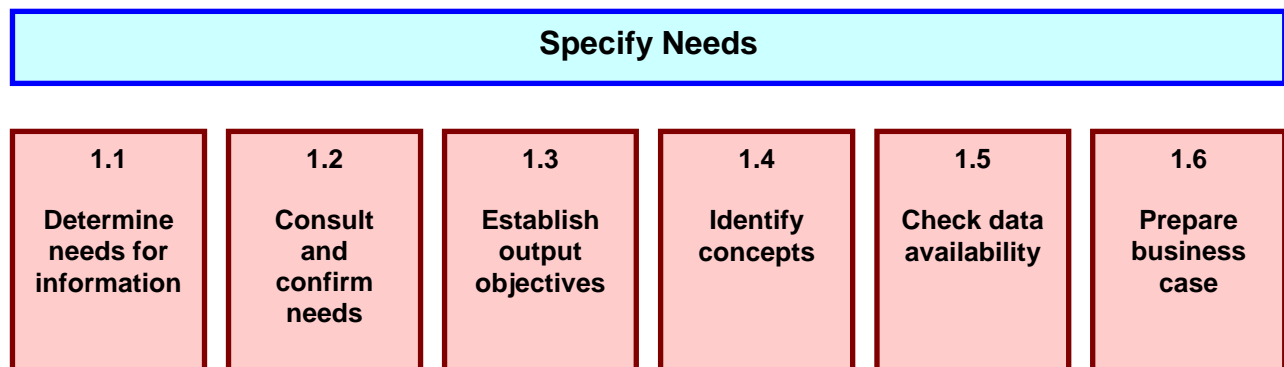 Specify Needs
1.1
Determine
needs for
information
1.2
Consult
and
confirm
needs
1.3
Establish
output
objectives
1.4
Identify
concepts
1.5
Check data
availability
1.6
Prepare
business
case